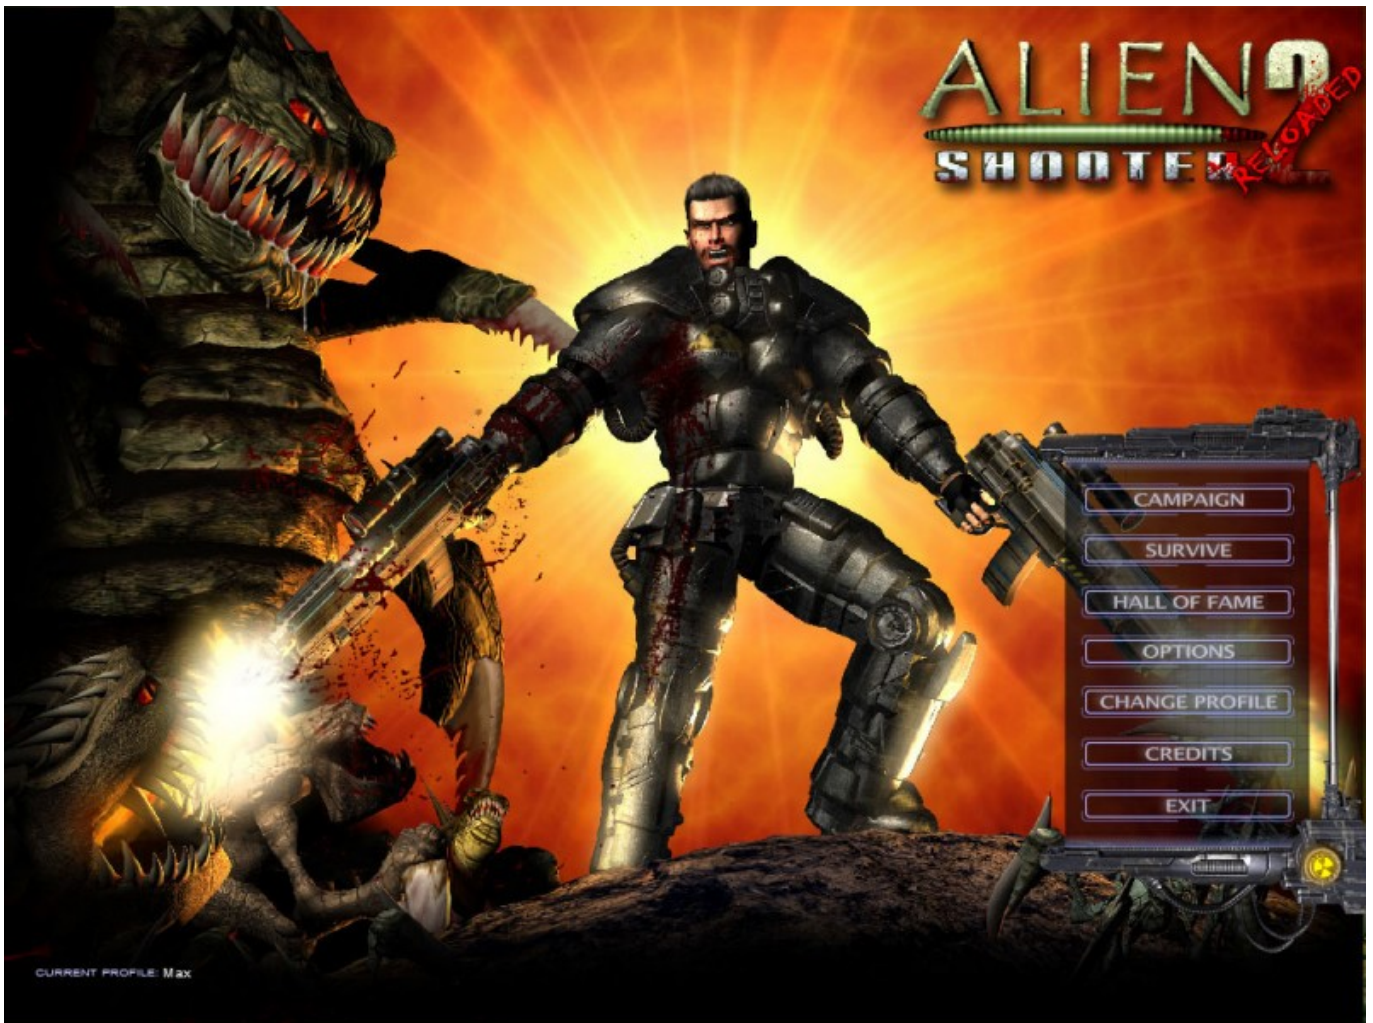 ALIEN 2
SHOOTER
RELOADED
CAMPAIGN
SURVIVE
HALL OF FAME
OPTIONS
CHANGE PROFILE
CREDITS
EXIT
CURRENT PROFILE: Max